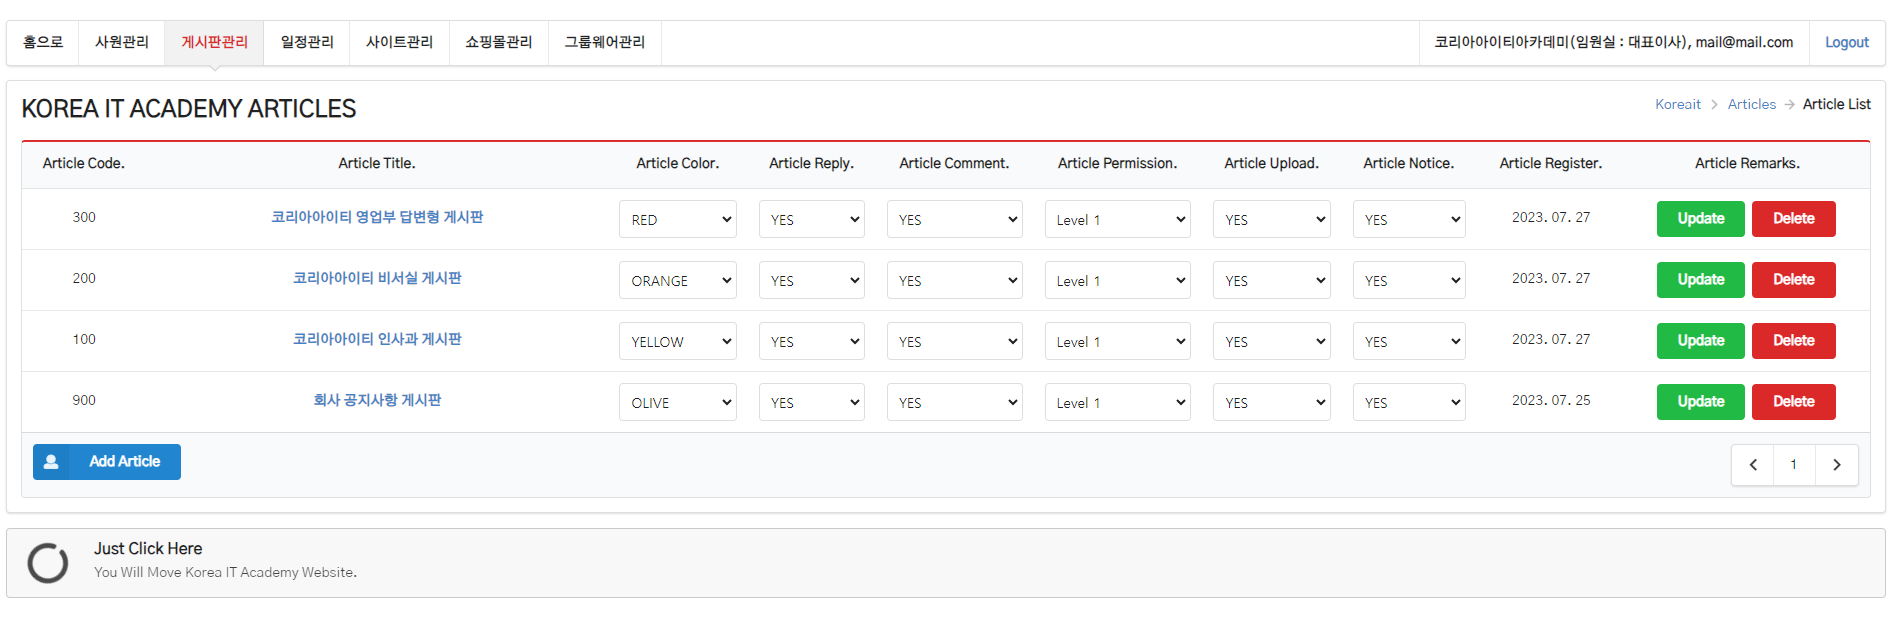 홈으로 사원관리 게시판관리 일정관리 사이트관리 쇼핑몰관리 그룹웨어관리 코리아아이티아카데미(임원실 : 대표이사), mail@mail.com Logout
KOREA IT ACADEMY ARTICLES
Koreait Articles Article List
Article Code. Article Title. Article Color. Article Reply. Article Comment. Article Permission. Article Upload. Article Notice. Article Register. Article Remarks.
300 코리아아이티 영업부 답변형 게시판 RED YES YES Level 1 YES YES 2023. 07. 27 Update Delete
200 코리아아이티 비서실 게시판 ORANGE YES YES Level 1 YES YES 2023. 07. 27 Update Delete
100 코리아아이티 인사과 게시판 YELLOW YES YES Level 1 YES YES 2023. 07. 27 Update Delete
900 회사 공지사항 게시판 OLIVE YES YES Level 1 YES YES 2023. 07. 25 Update Delete
Add Article 1
Just Click Here
You Will Move Korea IT Academy Website.